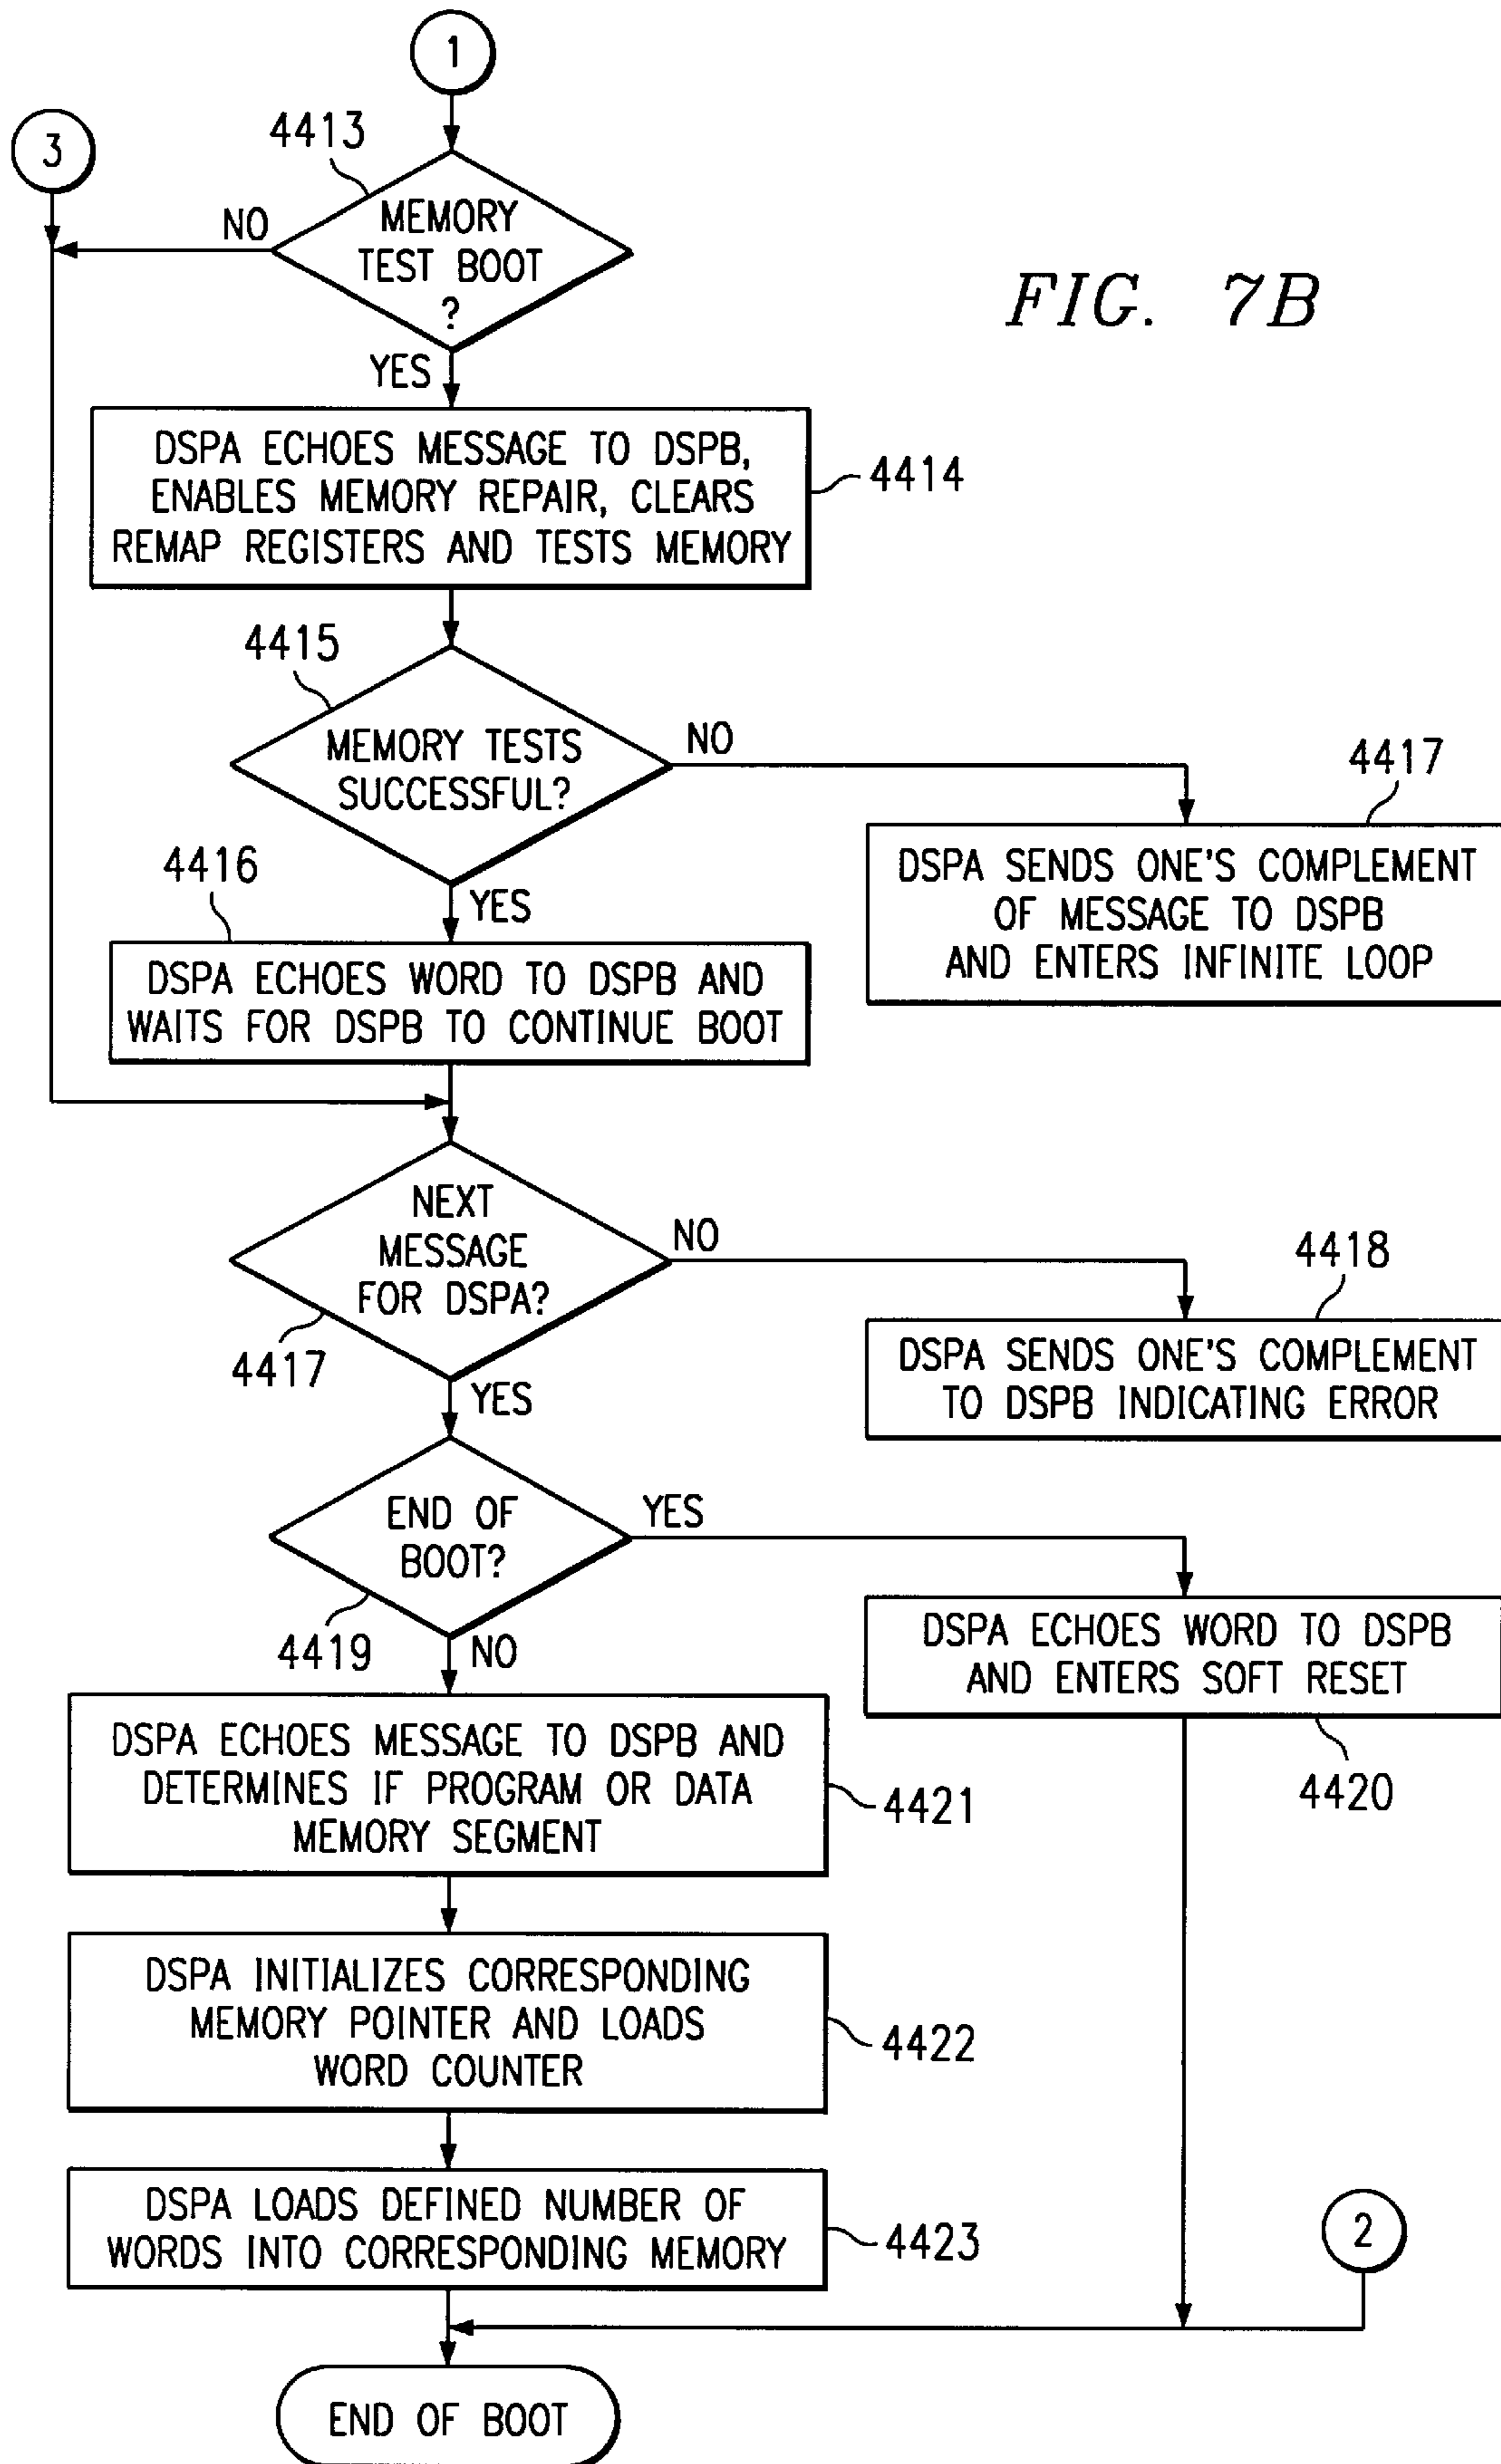 1
3
4413
MEMORY
TEST BOOT
?
NO
YES
FIG. 7B
DSPA ECHOES MESSAGE TO DSPB,
ENABLES MEMORY REPAIR, CLEARS
REMAP REGISTERS AND TESTS MEMORY
4414
4415
MEMORY TESTS
SUCCESSFUL?
NO
YES
4417
DSPA SENDS ONE'S COMPLEMENT
OF MESSAGE TO DSPB
AND ENTERS INFINITE LOOP
4416
DSPA ECHOES WORD TO DSPB AND
WAITS FOR DSPB TO CONTINUE BOOT
NEXT
MESSAGE
FOR DSPA?
NO
4417
YES
4418
DSPA SENDS ONE'S COMPLEMENT
TO DSPB INDICATING ERROR
END OF
BOOT?
YES
4419
NO
DSPA ECHOES WORD TO DSPB
AND ENTERS SOFT RESET
4420
DSPA ECHOES MESSAGE TO DSPB AND
DETERMINES IF PROGRAM OR DATA
MEMORY SEGMENT
4421
DSPA INITIALIZES CORRESPONDING
MEMORY POINTER AND LOADS
WORD COUNTER
4422
DSPA LOADS DEFINED NUMBER OF
WORDS INTO CORRESPONDING MEMORY
4423
2
END OF BOOT